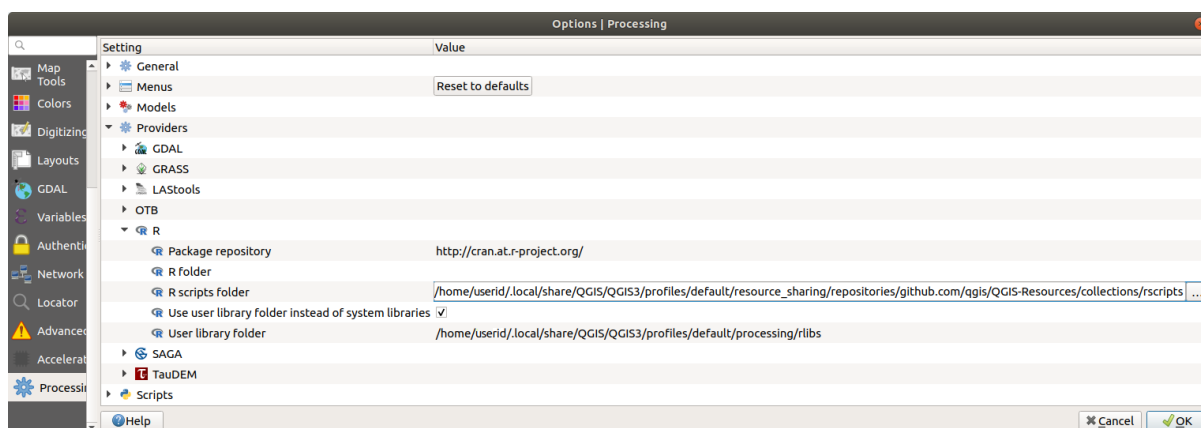 Options | Processing
Setting Value
Map Tools
Colors
Digitizing
Layouts
GDAL
Variables
Authenti
Network
Locator
Advanced
Accelerat
Processi
General
Menus Reset to defaults
Models
Providers
GDAL
GRASS
LAStools
OTB
R R
R Package repository http://cran.at.r-project.org/
R R folder
R R scripts folder /home/userid/.local/share/QGIS/QGIS3/profiles/default/resource_sharing/repositories/github.com/qgis/QGIS-Resources/collections/rscripts ...
R Use user library folder instead of system libraries
R User library folder /home/userid/.local/share/QGIS/QGIS3/profiles/default/processing/rlibs
SAGA
TauDEM
Scripts
Help Cancel OK